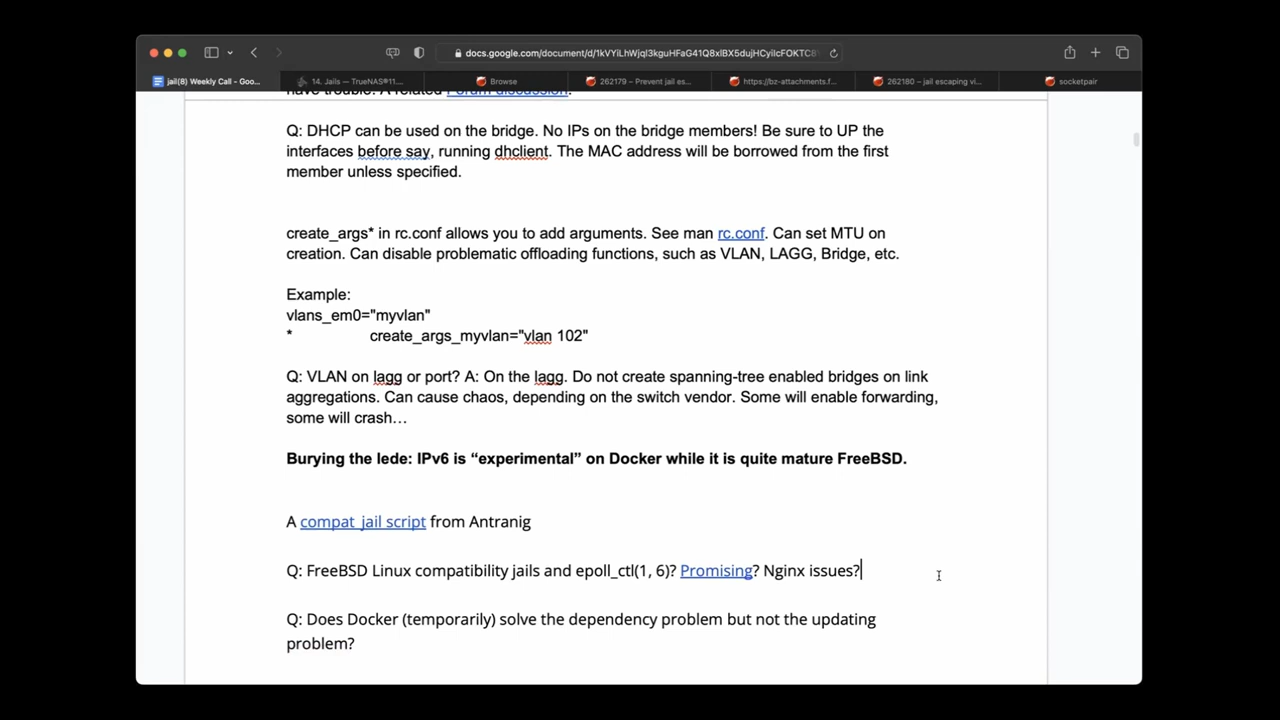 docs.google.com/document/d/1kVYiLhWjql3kguHFaG41Q8xlBX5dujHCyilcFOKTC8
jail(8) Weekly Call - Goo...
14. Jails — TrueNAS®11....
Browse
262179 – Prevent jail es...
https://bz-attachments.f...
262180 – jail escaping vi...
socketpair
have trouble! A related Forum discussion.
Q: DHCP can be used on the bridge. No IPs on the bridge members! Be sure to UP the
interfaces before say, running dhclient. The MAC address will be borrowed from the first
member unless specified.
create_args* in rc.conf allows you to add arguments. See man rc.conf. Can set MTU on
creation. Can disable problematic offloading functions, such as VLAN, LAGG, Bridge, etc.
Example:
vlans_em0="myvlan"
* create_args_myvlan="vlan 102"
Q: VLAN on lagg or port? A: On the lagg. Do not create spanning-tree enabled bridges on link
aggregations. Can cause chaos, depending on the switch vendor. Some will enable forwarding,
some will crash…
Burying the lede: IPv6 is “experimental” on Docker while it is quite mature FreeBSD.
A compat_jail script from Antranig
Q: FreeBSD Linux compatibility jails and epoll_ctl(1, 6)? Promising? Nginx issues?
Q: Does Docker (temporarily) solve the dependency problem but not the updating
problem?